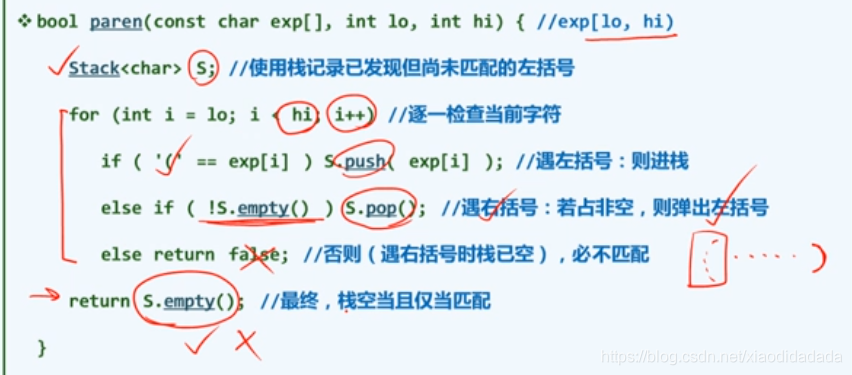 ❖bool paren(const char exp[], int lo, int hi) { //exp[lo, hi)
Stack<char> S; //使用栈记录已发现但尚未匹配的左括号
for (int i = lo; i < hi; i++) //逐一检查当前字符
if ( '(' == exp[i] ) S.push( exp[i] ); //遇左括号：则进栈
else if ( !S.empty() ) S.pop(); //遇右括号：若占非空，则弹出左括号
else return false; //否则（遇右括号时栈已空），必不匹配
( ····· )
return S.empty(); //最终，栈空当且仅当匹配
}
https://blog.csdn.net/xiaodidadada